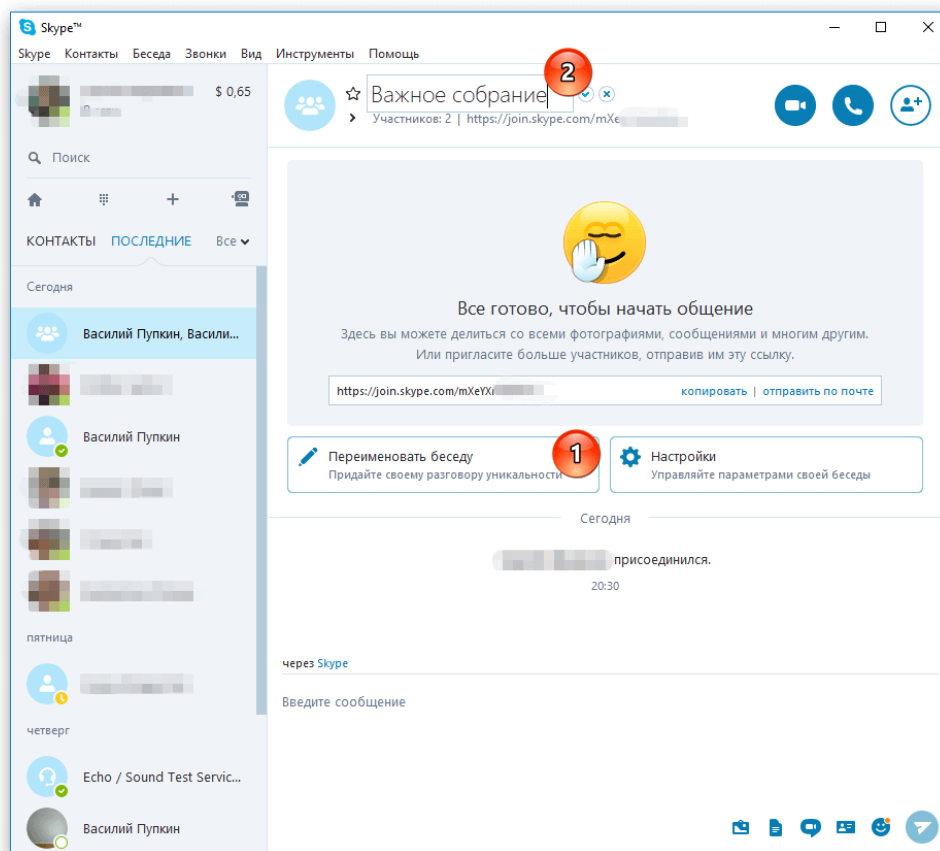 Skype™
Skype Контакты Беседа Звонки Вид Инструменты Помощь
$ 0,65
Поиск
КОНТАКТЫ ПОСЛЕДНИЕ Все
Сегодня
Василий Пупкин, Васили...
Василий Пупкин
пятница
четверг
Echo / Sound Test Servic...
Василий Пупкин
Важное собрание
2
Участников: 2 | https://join.skype.com/mXe
Все готово, чтобы начать общение
Здесь вы можете делиться со всеми фотографиями, сообщениями и многим другим.
Или пригласите больше участников, отправив им эту ссылку.
https://join.skype.com/mXeYX копировать | отправить по почте
Переименовать беседу
Придайте своему разговору уникальности
1
Настройки
Управляйте параметрами своей беседы
Сегодня
присоединился.
20:30
через Skype
Введите сообщение